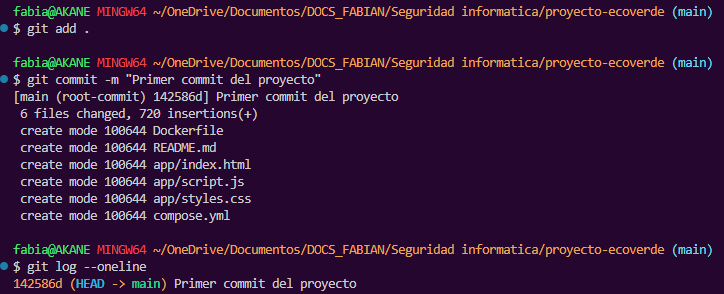 fabia@AKANE MINGW64 ~/OneDrive/Documentos/DOCS_FABIAN/Seguridad informatica/proyecto-ecoverde (main)
$ git add .
fabia@AKANE MINGW64 ~/OneDrive/Documentos/DOCS_FABIAN/Seguridad informatica/proyecto-ecoverde (main)
$ git commit -m "Primer commit del proyecto"
[main (root-commit) 142586d] Primer commit del proyecto
 6 files changed, 720 insertions(+)
 create mode 100644 Dockerfile
 create mode 100644 README.md
 create mode 100644 app/index.html
 create mode 100644 app/script.js
 create mode 100644 app/styles.css
 create mode 100644 compose.yml
fabia@AKANE MINGW64 ~/OneDrive/Documentos/DOCS_FABIAN/Seguridad informatica/proyecto-ecoverde (main)
$ git log --oneline
142586d (HEAD -> main) Primer commit del proyecto